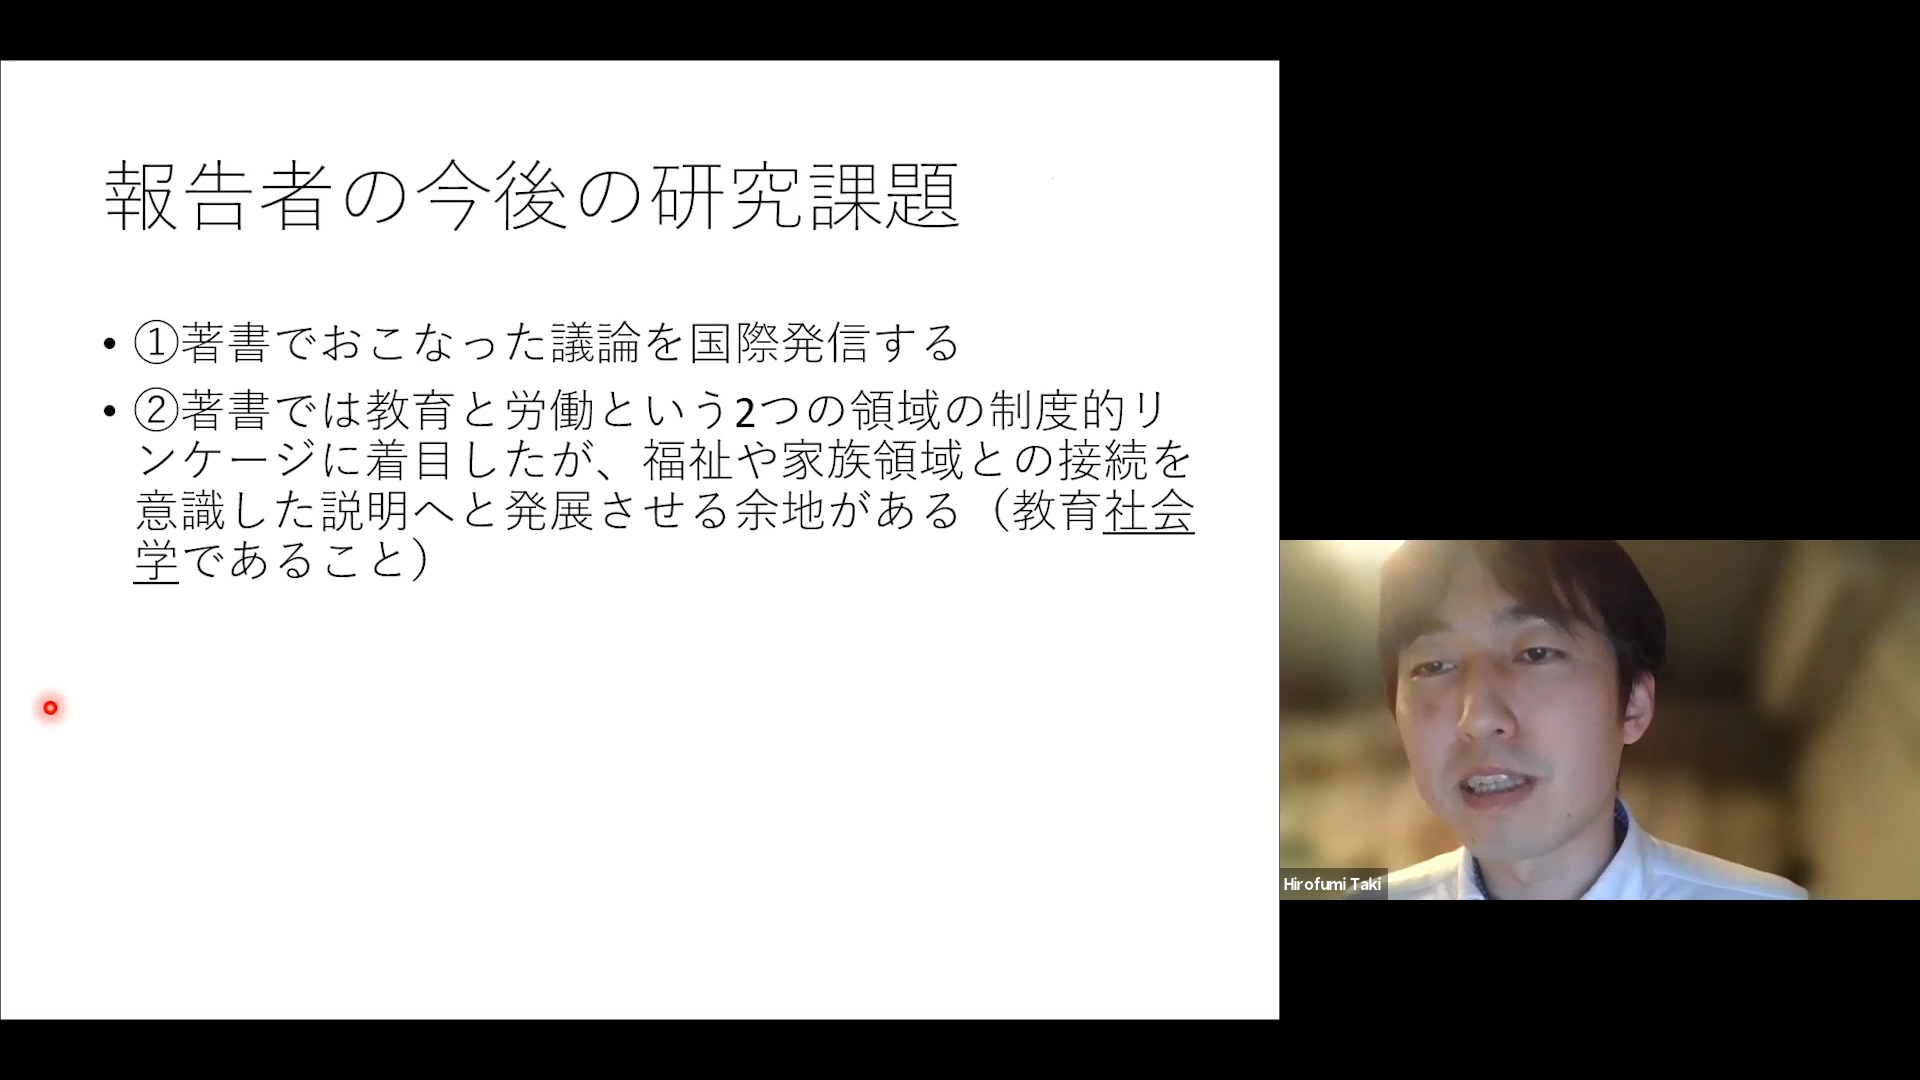 報告者の今後の研究課題
• ①著書でおこなった議論を国際発信する
• ②著書では教育と労働という2つの領域の制度的リ
ンケージに着目したが、福祉や家族領域との接続を
意識した説明へと発展させる余地がある（教育社会
学であること）
Hirofumi Taki